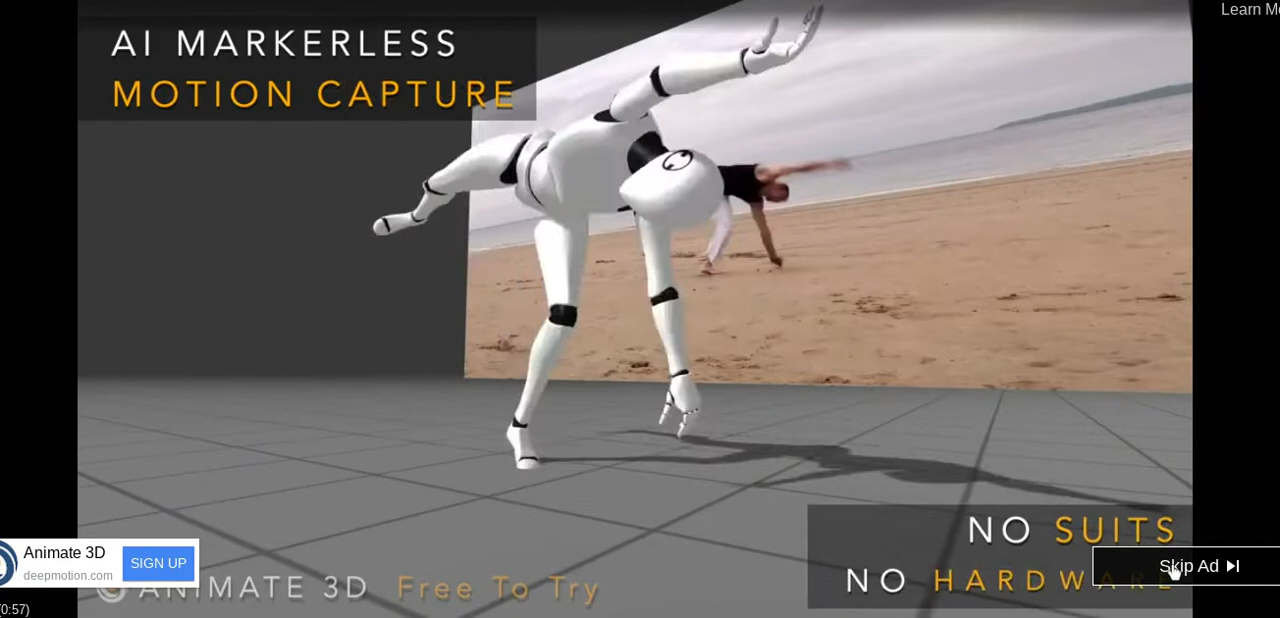 Learn Mo
AI MARKERLESS
MOTION CAPTURE
NO SUITS
NO HARDWARE
Skip Ad
Animate 3D
deepmotion.com
SIGN UP
ANIMATE 3D Free To Try
0:57)